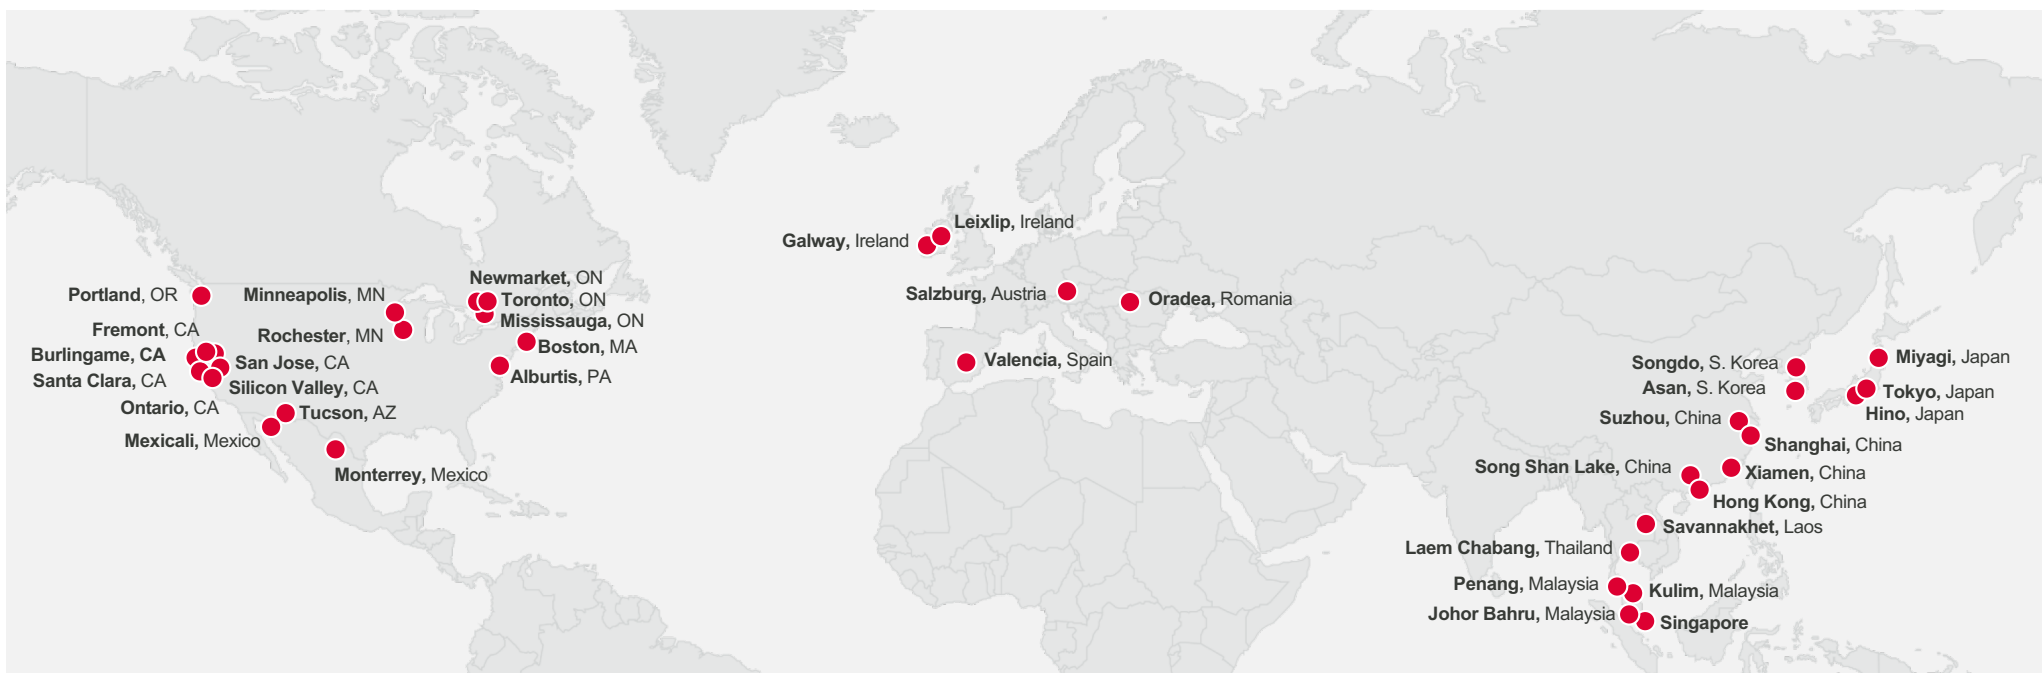 Portland, OR
Fremont, CA
Burlingame, CA
Santa Clara, CA
San Jose, CA
Silicon Valley, CA
Ontario, CA
Tucson, AZ
Mexicali, Mexico
Monterrey, Mexico
Minneapolis, MN
Rochester, MN
Newmarket, ON
Toronto, ON
Mississauga, ON
Boston, MA
Alburtis, PA
Leixlip, Ireland
Galway, Ireland
Salzburg, Austria
Oradea, Romania
Valencia, Spain
Songdo, S. Korea
Asan, S. Korea
Miyagi, Japan
Tokyo, Japan
Hino, Japan
Suzhou, China
Shanghai, China
Song Shan Lake, China
Xiamen, China
Hong Kong, China
Savannakhet, Laos
Laem Chabang, Thailand
Penang, Malaysia
Kulim, Malaysia
Johor Bahru, Malaysia
Singapore